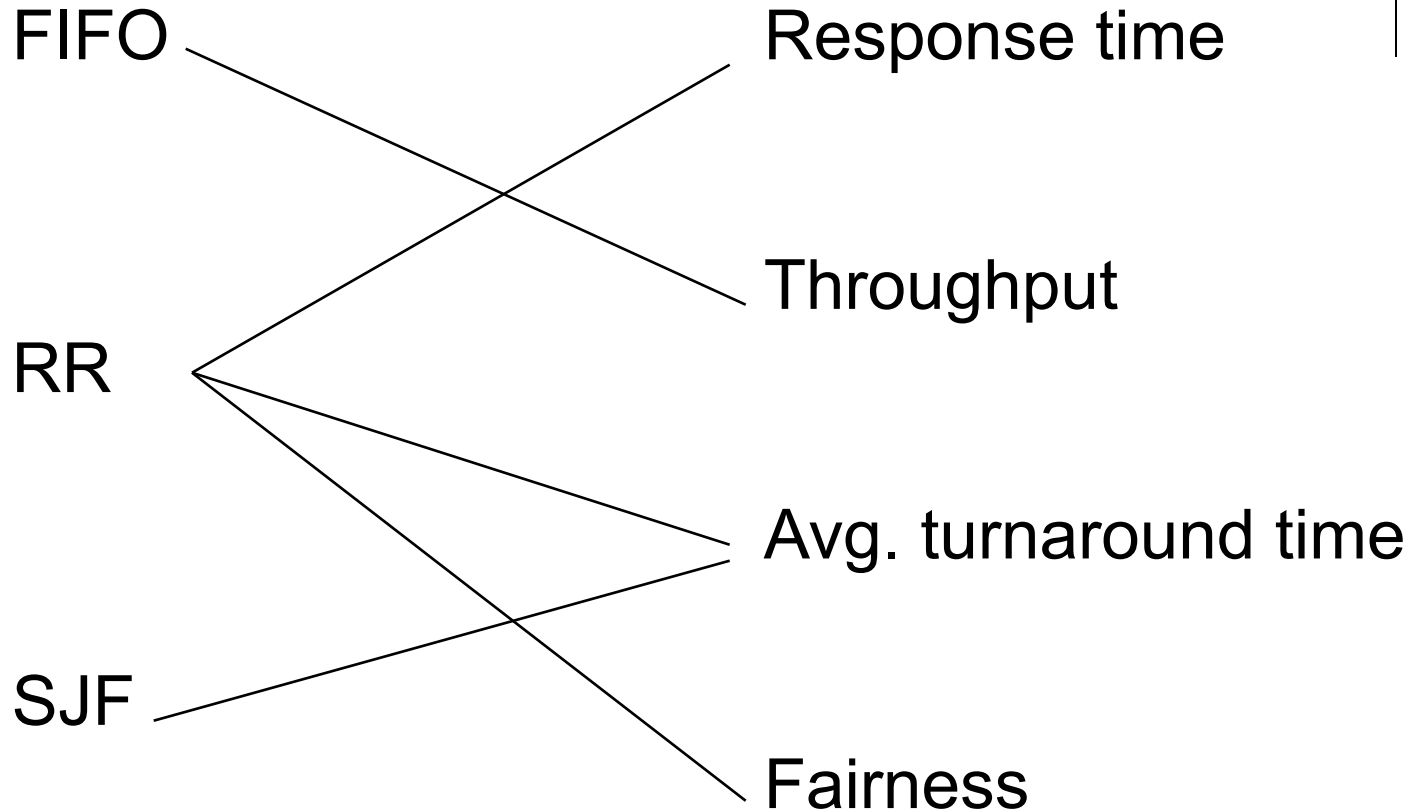 FIFO
Response time
Throughput
RR
Avg. turnaround time
SJF
Fairness